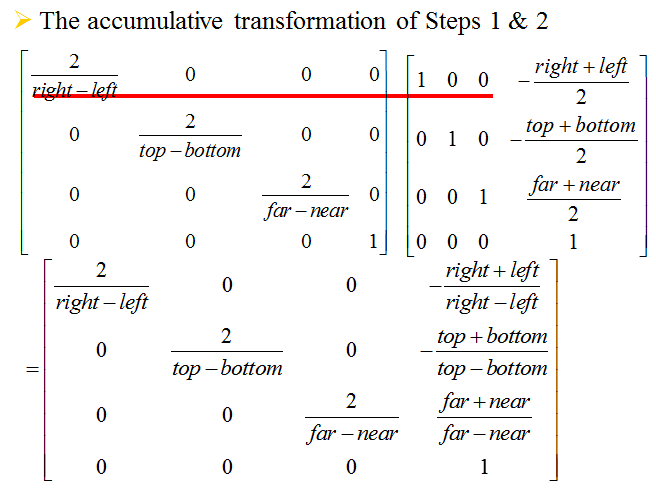 ➤ The accumulative transformation of Steps 1 & 2
[ 2/(right − left) 0 0 0 ] [ 1 0 0 −(right + left)/2 ]
[ 0 2/(top − bottom) 0 0 ] [ 0 1 0 −(top + bottom)/2 ]
[ 0 0 2/(far − near) 0 ] [ 0 0 1 (far + near)/2 ]
[ 0 0 0 1 ] [ 0 0 0 1 ]
= [ 2/(right − left) 0 0 −(right + left)/(right − left) ]
[ 0 2/(top − bottom) 0 −(top + bottom)/(top − bottom) ]
[ 0 0 2/(far − near) (far + near)/(far − near) ]
[ 0 0 0 1 ]